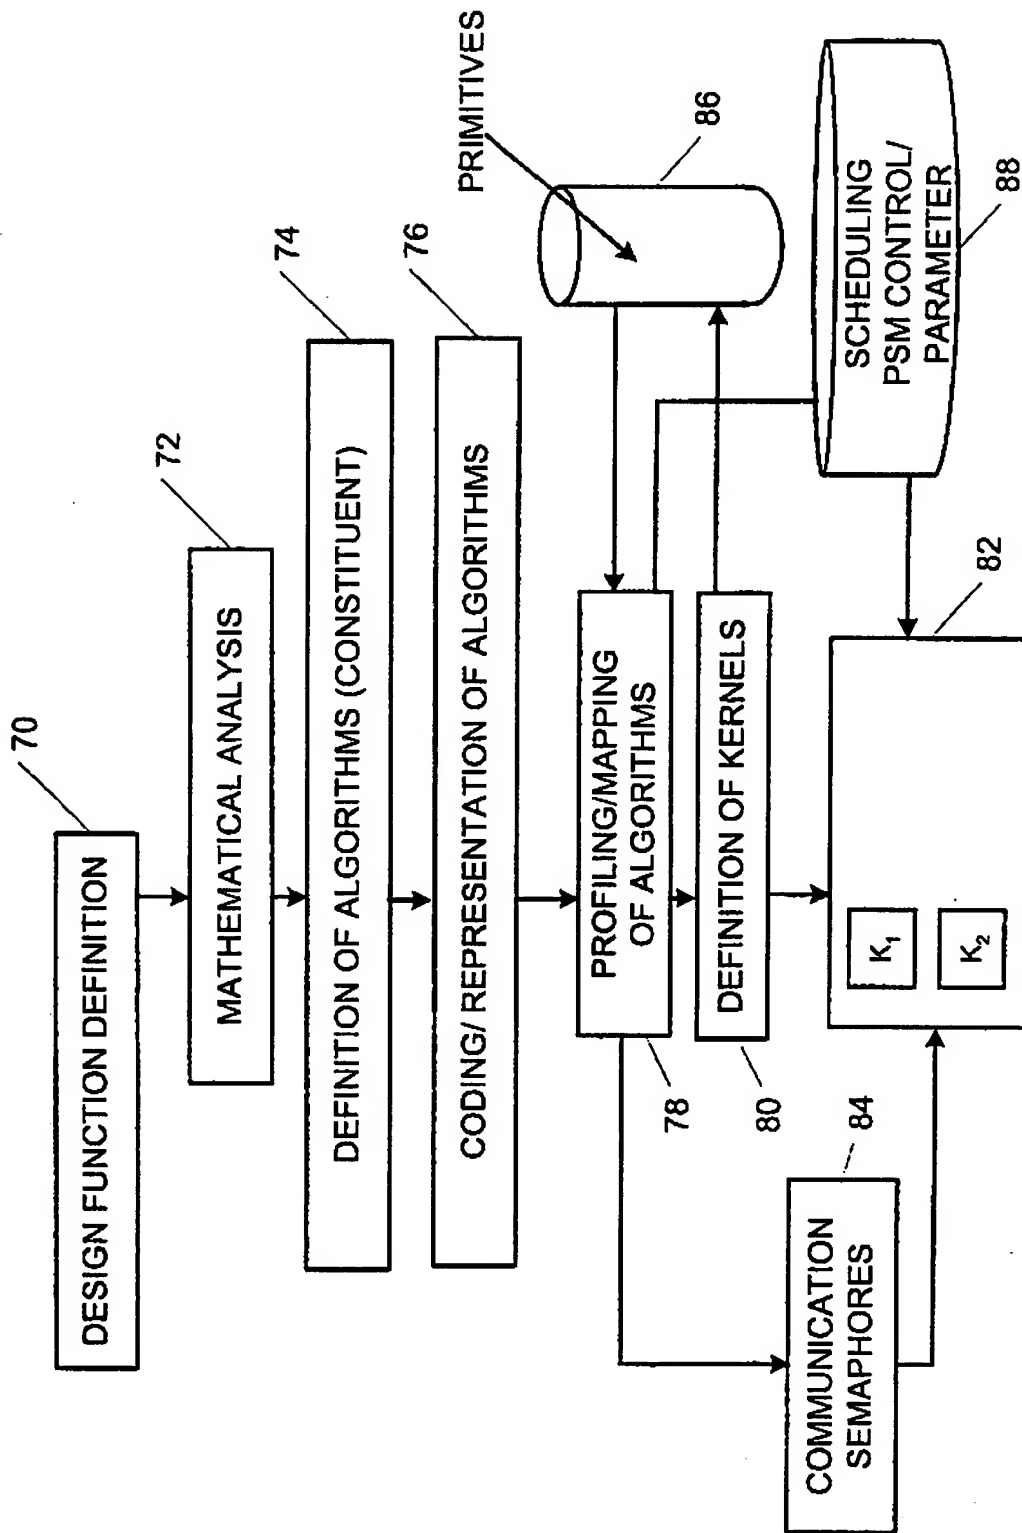 70
DESIGN FUNCTION DEFINITION
72
MATHEMATICAL ANALYSIS
74
DEFINITION OF ALGORITHMS (CONSTITUENT)
76
CODING/ REPRESENTATION OF ALGORITHMS
PRIMITIVES
86
PROFILING/MAPPING
OF ALGORITHMS
78
DEFINITION OF KERNELS
80
COMMUNICATION
SEMAPHORES
84
K₁
K₂
82
SCHEDULING
PSM CONTROL/
PARAMETER
88